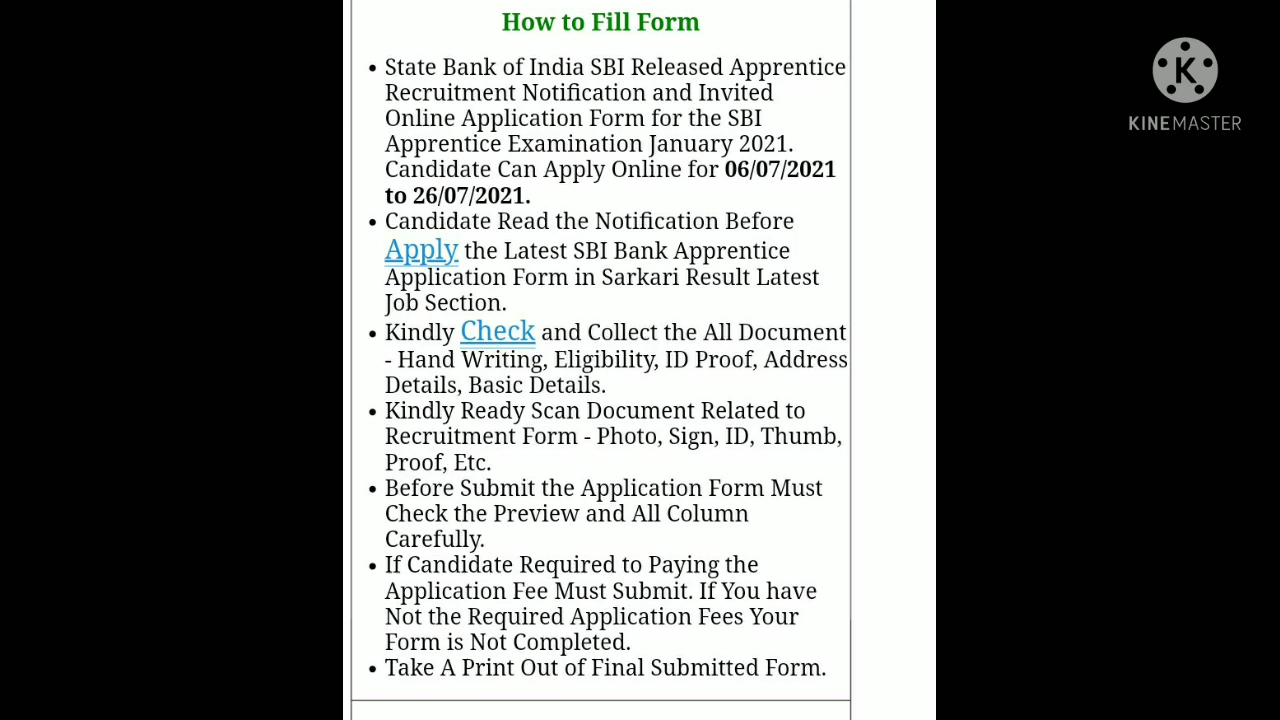 How to Fill Form
• State Bank of India SBI Released Apprentice
Recruitment Notification and Invited
Online Application Form for the SBI
Apprentice Examination January 2021.
Candidate Can Apply Online for 06/07/2021
to 26/07/2021.
• Candidate Read the Notification Before
Apply the Latest SBI Bank Apprentice
Application Form in Sarkari Result Latest
Job Section.
• Kindly Check and Collect the All Document
- Hand Writing, Eligibility, ID Proof, Address
Details, Basic Details.
• Kindly Ready Scan Document Related to
Recruitment Form - Photo, Sign, ID, Thumb,
Proof, Etc.
• Before Submit the Application Form Must
Check the Preview and All Column
Carefully.
• If Candidate Required to Paying the
Application Fee Must Submit. If You have
Not the Required Application Fees Your
Form is Not Completed.
• Take A Print Out of Final Submitted Form.
K
KINEMASTER